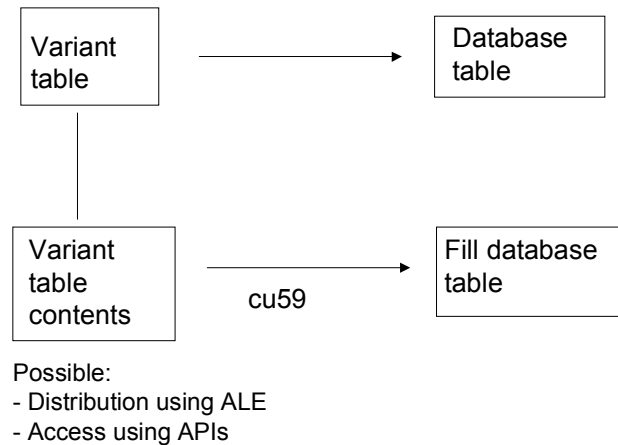 Variant
table
Database
table
Variant
table
contents
cu59
Fill database
table
Possible:
- Distribution using ALE
- Access using APIs